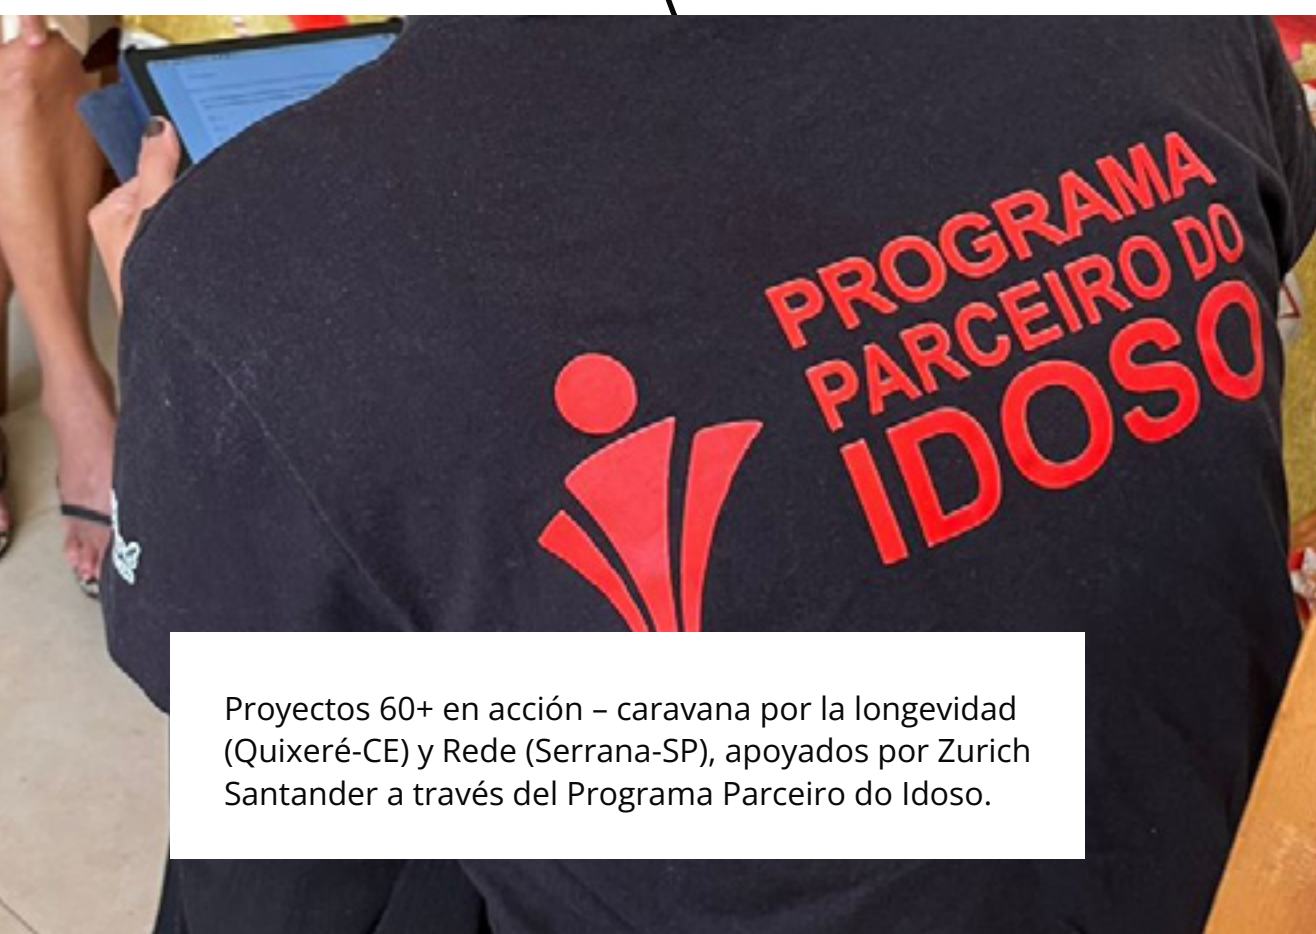 PROGRAMA
PARCEIRO DO
IDOSO
Proyectos 60+ en acción – caravana por la longevidad
(Quixeré-CE) y Rede (Serrana-SP), apoyados por Zurich
Santander a través del Programa Parceiro do Idoso.